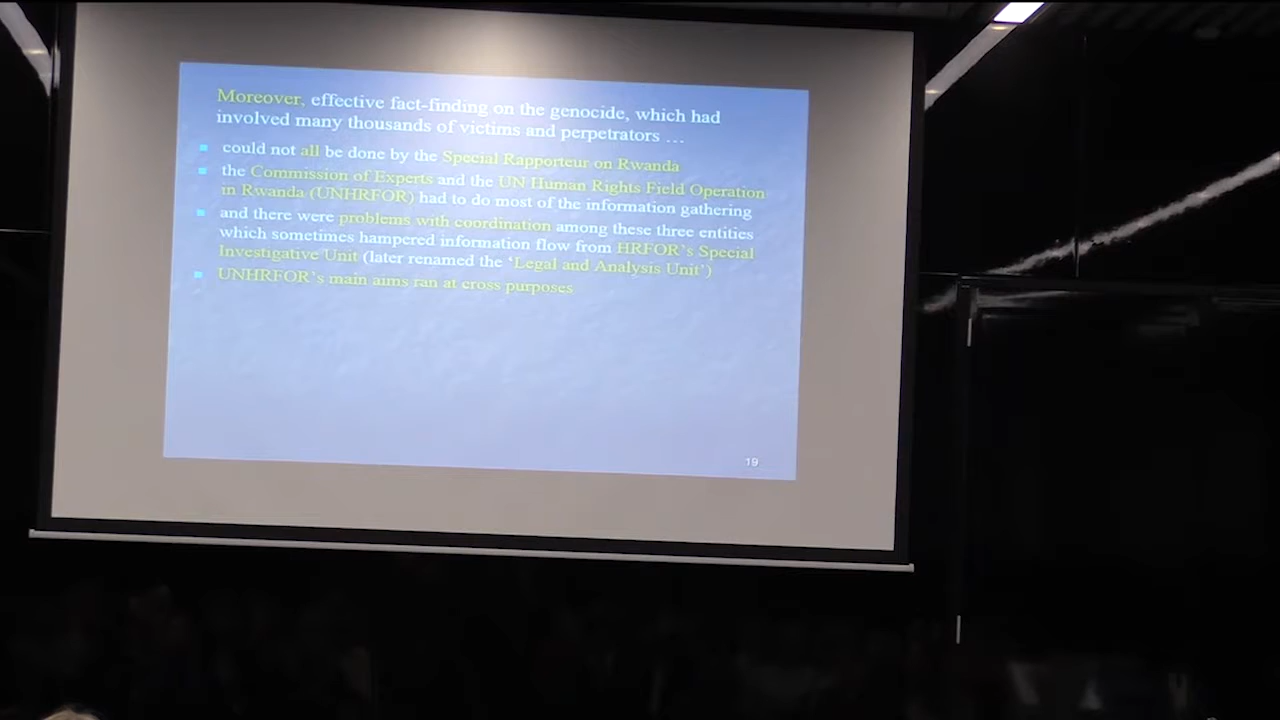 Moreover, effective fact-finding on the genocide, which had
involved many thousands of victims and perpetrators …
could not all be done by the Special Rapporteur on Rwanda
the Commission of Experts and the UN Human Rights Field Operation
in Rwanda (UNHRFOR) had to do most of the information gathering
and there were problems with coordination among these three entities
which sometimes hampered information flow from HRFOR's Special
Investigative Unit (later renamed the 'Legal and Analysis Unit')
UNHRFOR's main aims ran at cross purposes
19